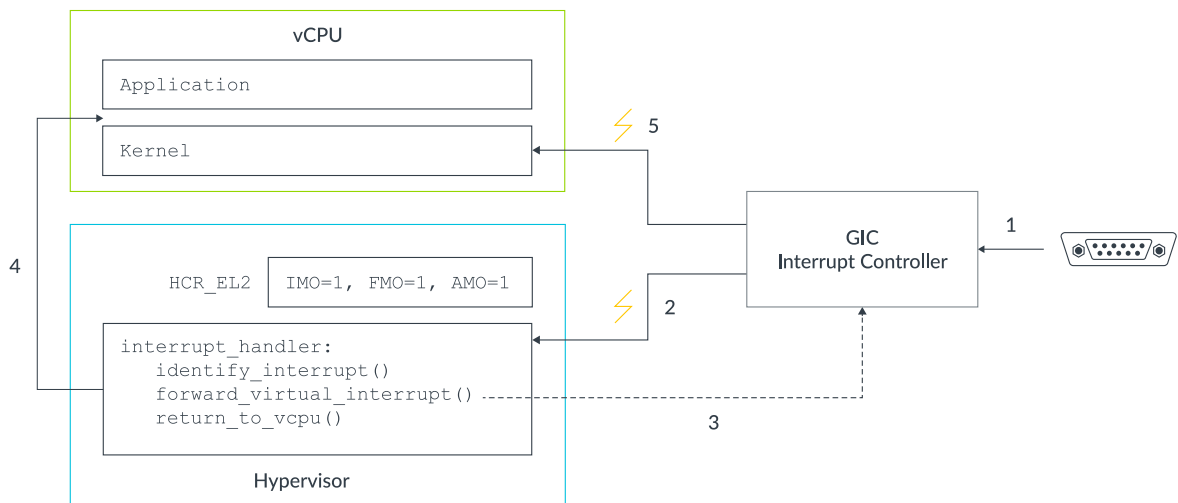 vCPU
Application
Kernel
5
GIC
Interrupt Controller
1
4
HCR_EL2
IMO=1, FMO=1, AMO=1
2
interrupt_handler:
identify_interrupt()
forward_virtual_interrupt()
return_to_vcpu()
3
Hypervisor